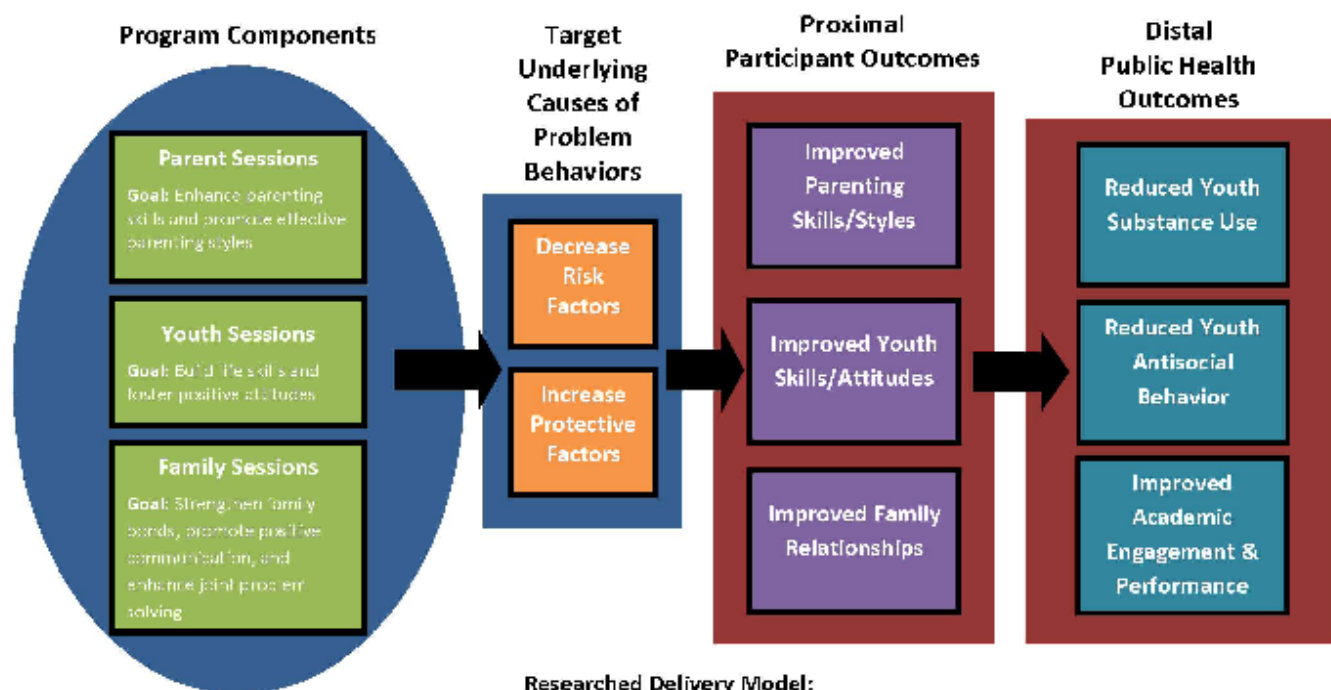 Program Components
Parent Sessions
Goal: Enhance parenting
skills and promote effective
parenting styles
Youth Sessions
Goal: Build life skills and
foster positive attitudes
Family Sessions
Goal: Strengthen family
bonds, promote positive
communication, and
enhance joint problem
solving
Target
Underlying
Causes of
Problem
Behaviors
Decrease
Risk
Factors
Increase
Protective
Factors
Proximal
Participant Outcomes
Improved
Parenting
Skills/Styles
Improved Youth
Skills/Attitudes
Improved Family
Relationships
Distal
Public Health
Outcomes
Reduced Youth
Substance Use
Reduced Youth
Antisocial
Behavior
Improved
Academic
Engagement &
Performance
Researched Delivery Model: